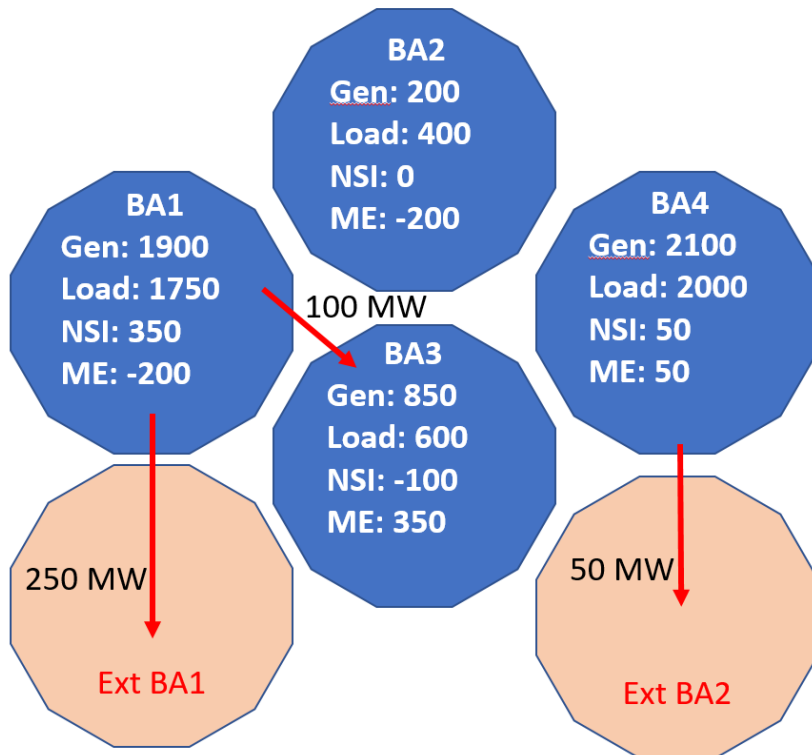 BA2
Gen: 200
Load: 400
NSI: 0
ME: -200
BA1
Gen: 1900
Load: 1750
NSI: 350
ME: -200
BA4
Gen: 2100
Load: 2000
NSI: 50
ME: 50
100 MW
BA3
Gen: 850
Load: 600
NSI: -100
ME: 350
250 MW
Ext BA1
50 MW
Ext BA2